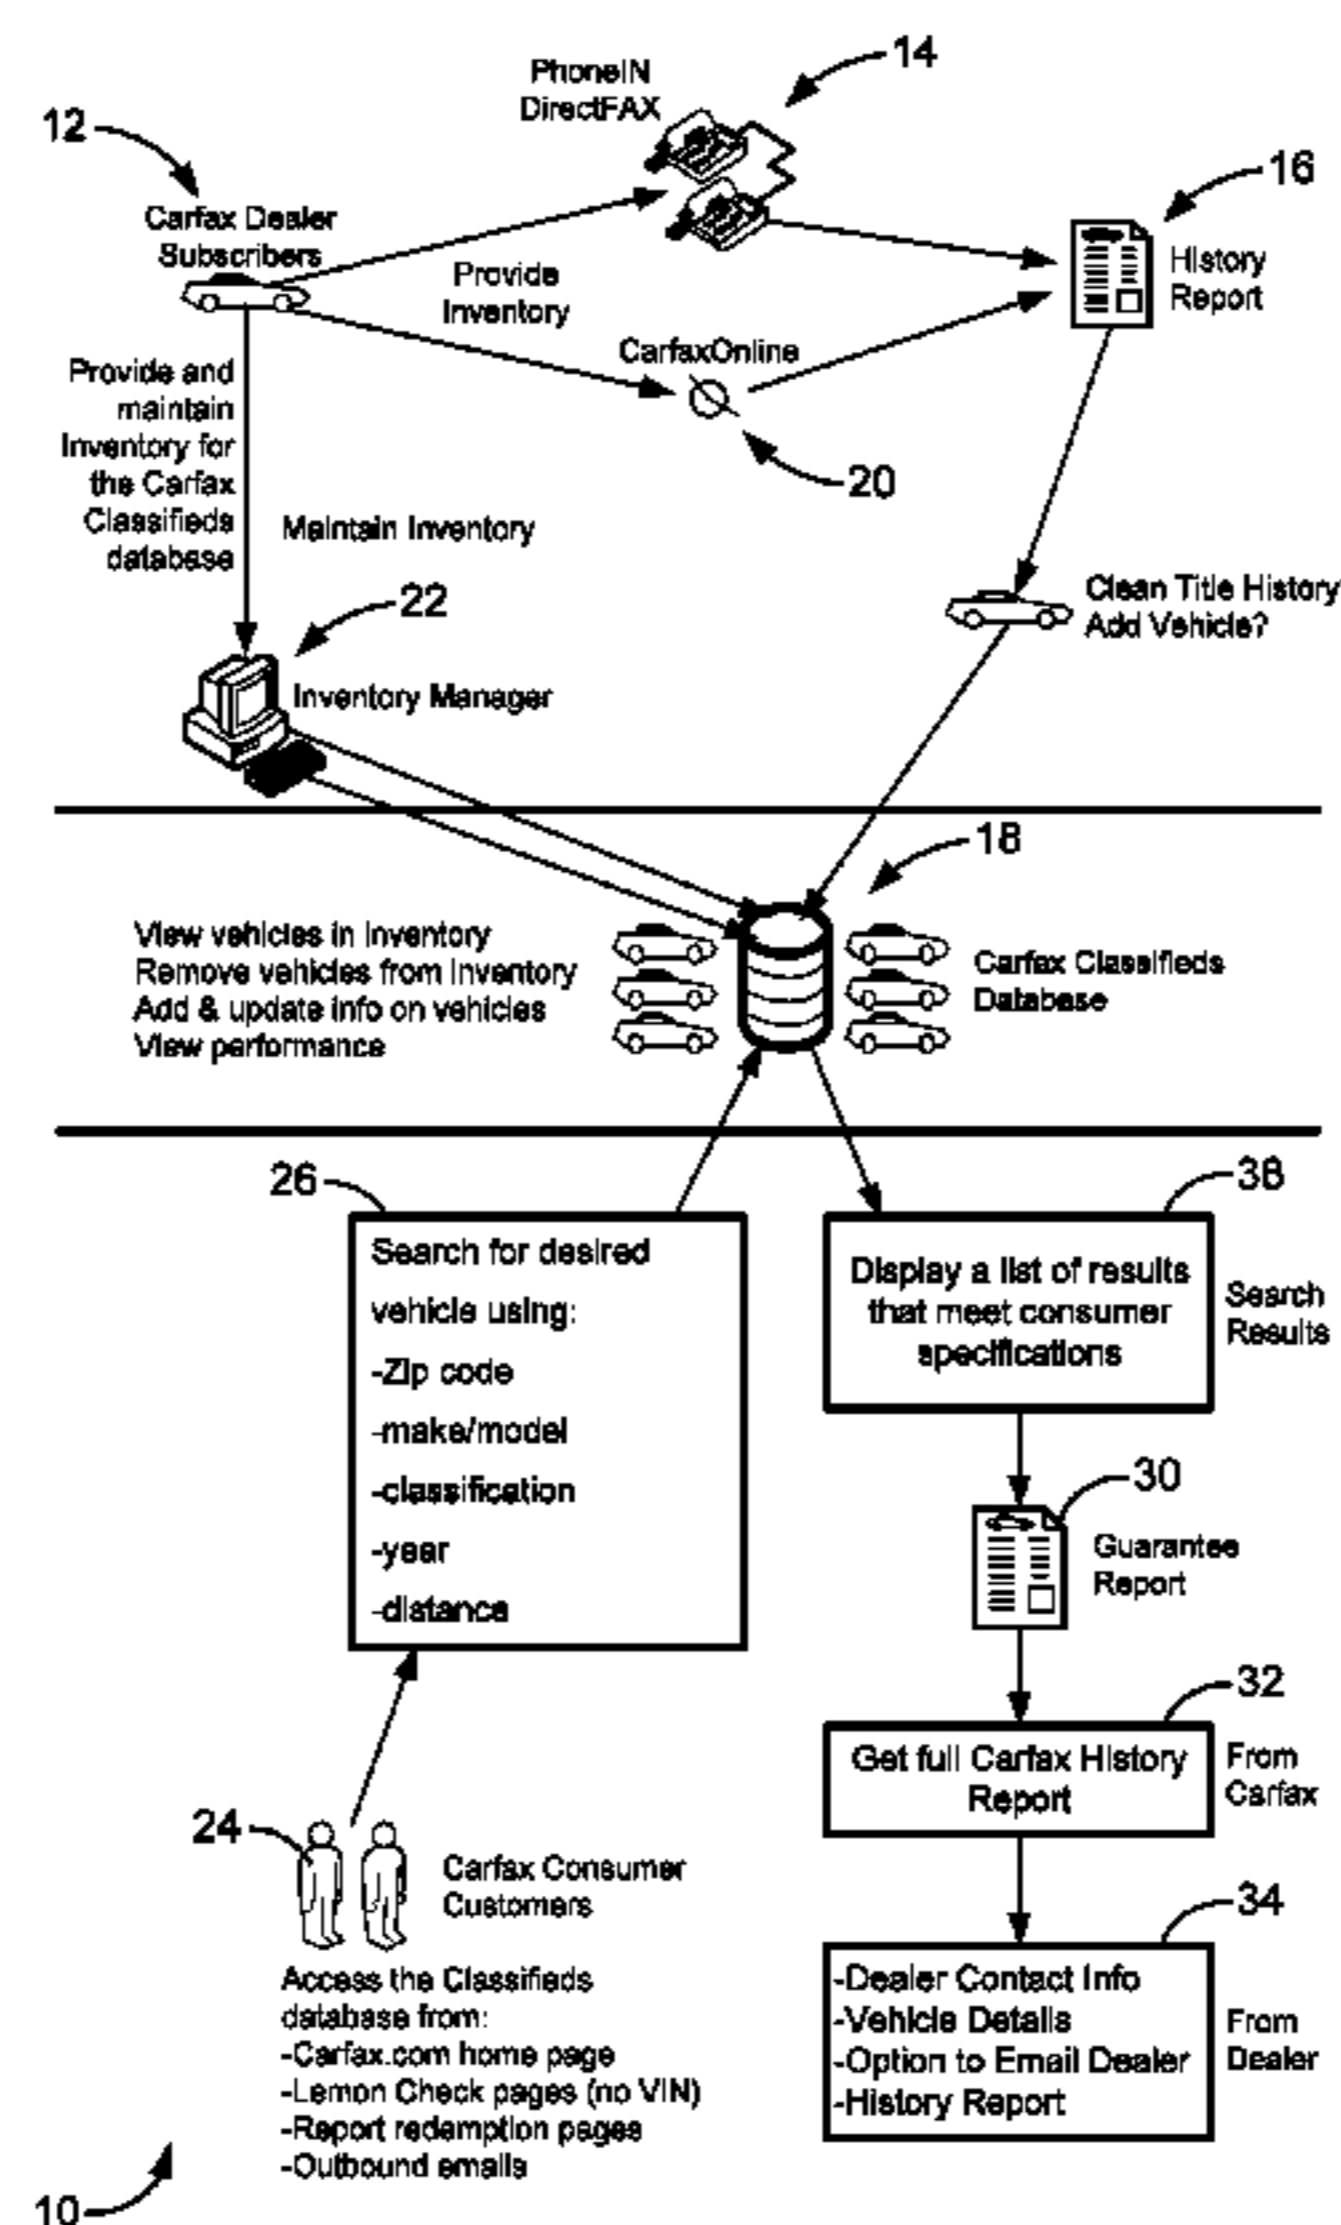 14
PhoneIN
DirectFAX
12
16
Carfax Dealer
Subscribers
History
Report
Provide
Inventory
CarfaxOnline
Provide and
maintain
Inventory for
the Carfax
Classifieds
database
20
Maintain Inventory
22
Clean Title History
Add Vehicle?
Inventory Manager
18
View vehicles in Inventory
Remove vehicles from Inventory
Add & update info on vehicles
View performance
Carfax Classifieds
Database
26
Search for desired
vehicle using:
-Zip code
-make/model
-classification
-year
-distance
38
Display a list of results
that meet consumer
specifications
Search
Results
30
Guarantee
Report
32
Get full Carfax History
Report
From
Carfax
24
Carfax Consumer
Customers
Access the Classifieds
database from:
-Carfax.com home page
-Lemon Check pages (no VIN)
-Report redemption pages
-Outbound emails
34
-Dealer Contact Info
-Vehicle Details
-Option to Email Dealer
-History Report
From
Dealer
10